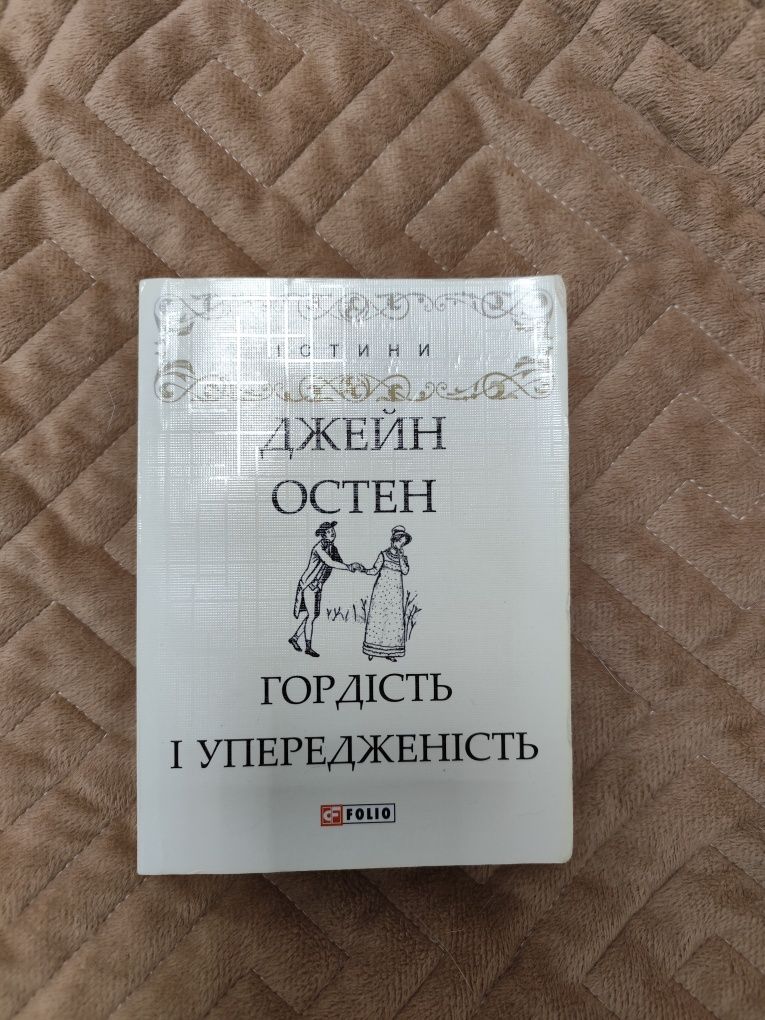 ІСТИНИ
ДЖЕЙН
ОСТЕН
ГОРДІСТЬ
І УПЕРЕДЖЕНІСТЬ
FOLIO